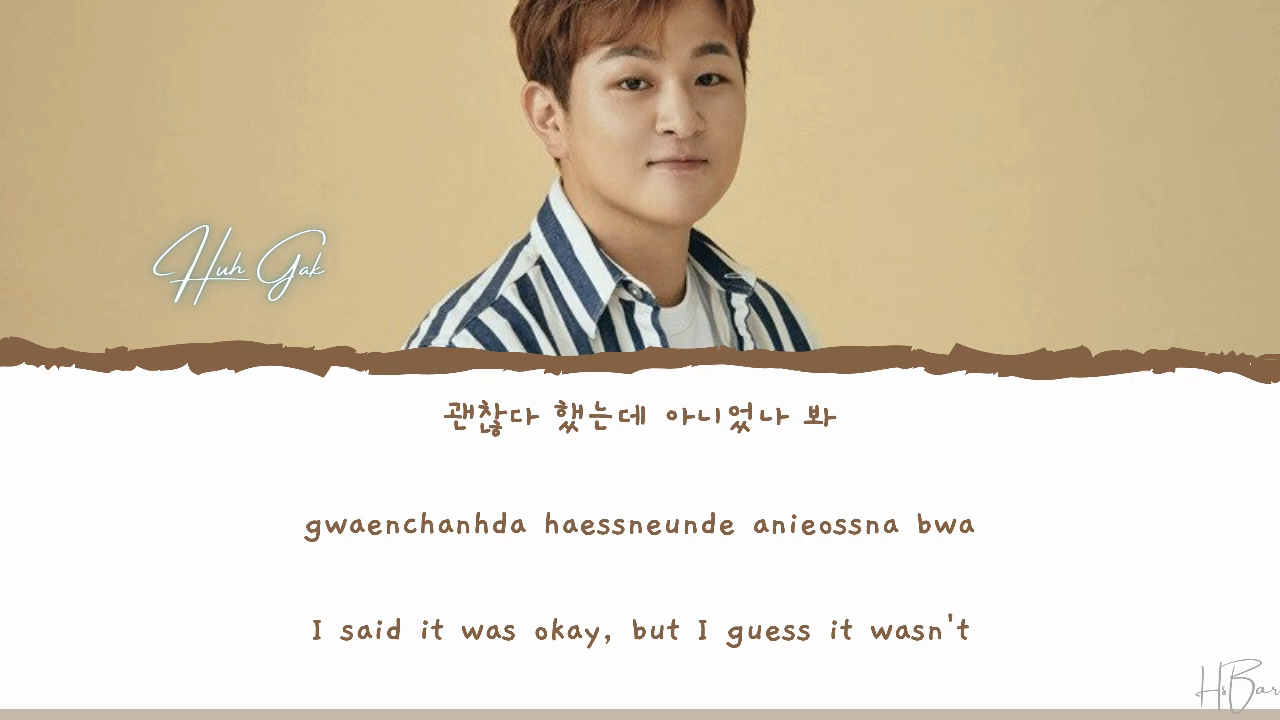 Huh Gak
괜찮다 했는데 아니었나 봐
gwaenchanhda haessneunde anieossna bwa
I said it was okay, but I guess it wasn't